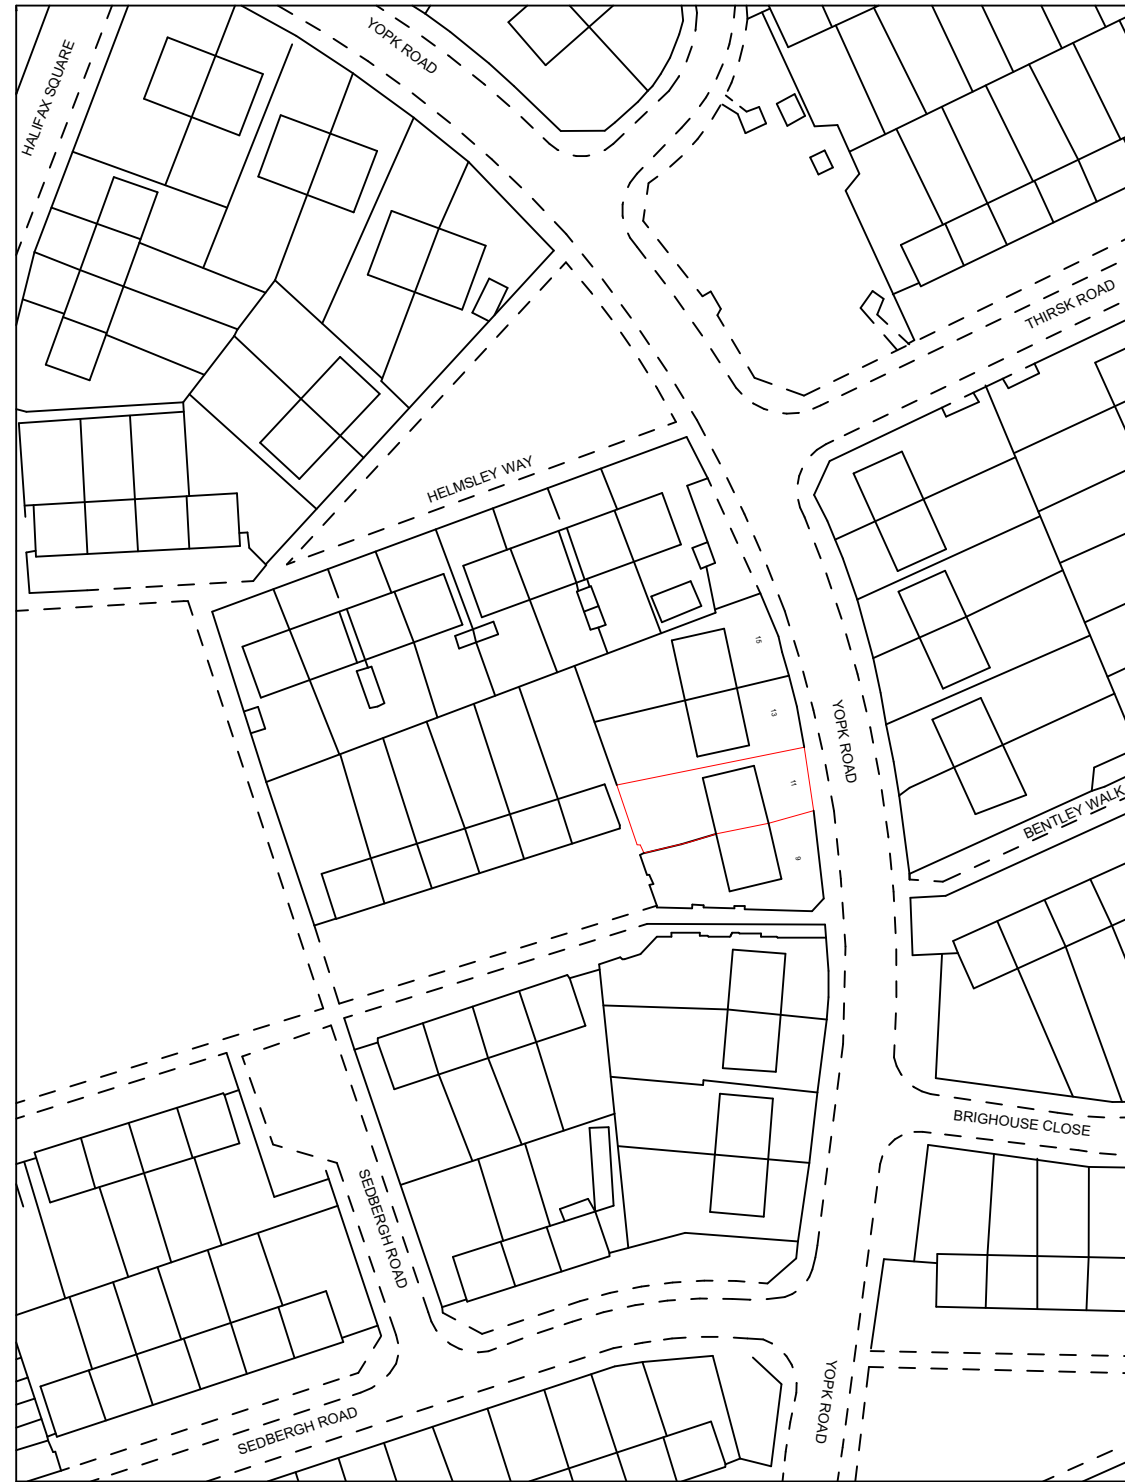 YOPK ROAD
HALIFAX SQUARE
THIRSK ROAD
HELMSLEY WAY
15
13
YOPK ROAD
11
BENTLEY WALK
9
BRIGHOUSE CLOSE
SEDBERGH ROAD
YOPK ROAD
SEDBERGH ROAD